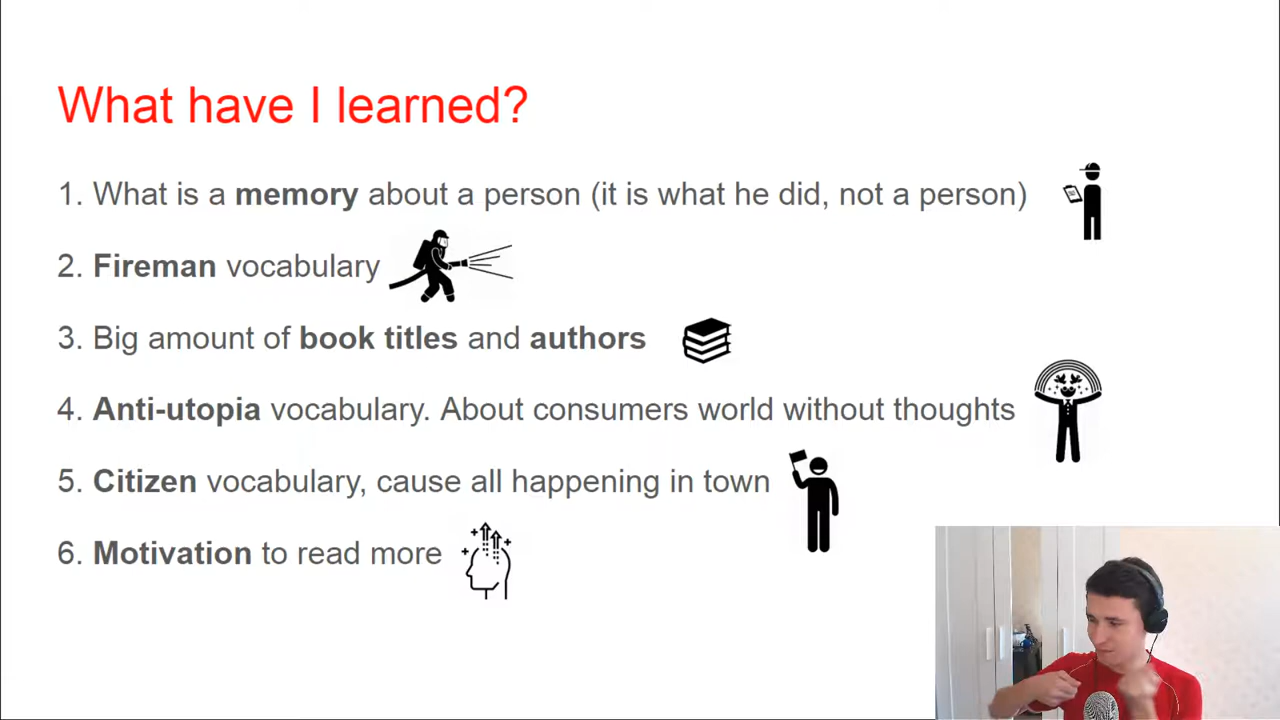 What have I learned?
1. What is a memory about a person (it is what he did, not a person)
2. Fireman vocabulary
3. Big amount of book titles and authors
4. Anti-utopia vocabulary. About consumers world without thoughts
5. Citizen vocabulary, cause all happening in town
6. Motivation to read more